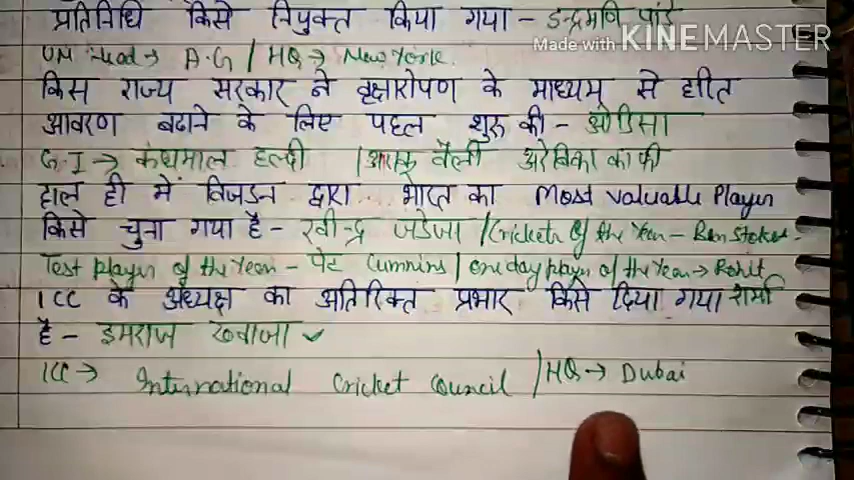 प्रतिनिधि किसे नियुक्त किया गया - इन्द्रमणि पांडे
Made with KINEMASTER
UN Head → A.G / HQ → New York.
किस राज्य सरकार ने वृक्षारोपण के माध्यम से हरित
आवरण बढाने के लिए पहल शुरू की - ओडिसा
G.I → कंधमाल हल्दी / आराकू वैली अरेबिका काफी
हाल ही में विजडन द्वारा भारत का Most valuable Player
किसे चुना गया है - रवीन्द्र जडेजा / Cricketer of the Year - Ben Stokes -
Test player of the Year - पेट Cummins / one day player of the Year → Rohit
ICC के अध्यक्ष का अतिरिक्त प्रभार किसे दिया गया शर्मा
है - इमराज ख्वाजा ✓
ICC → International Cricket Council / HQ → Dubai